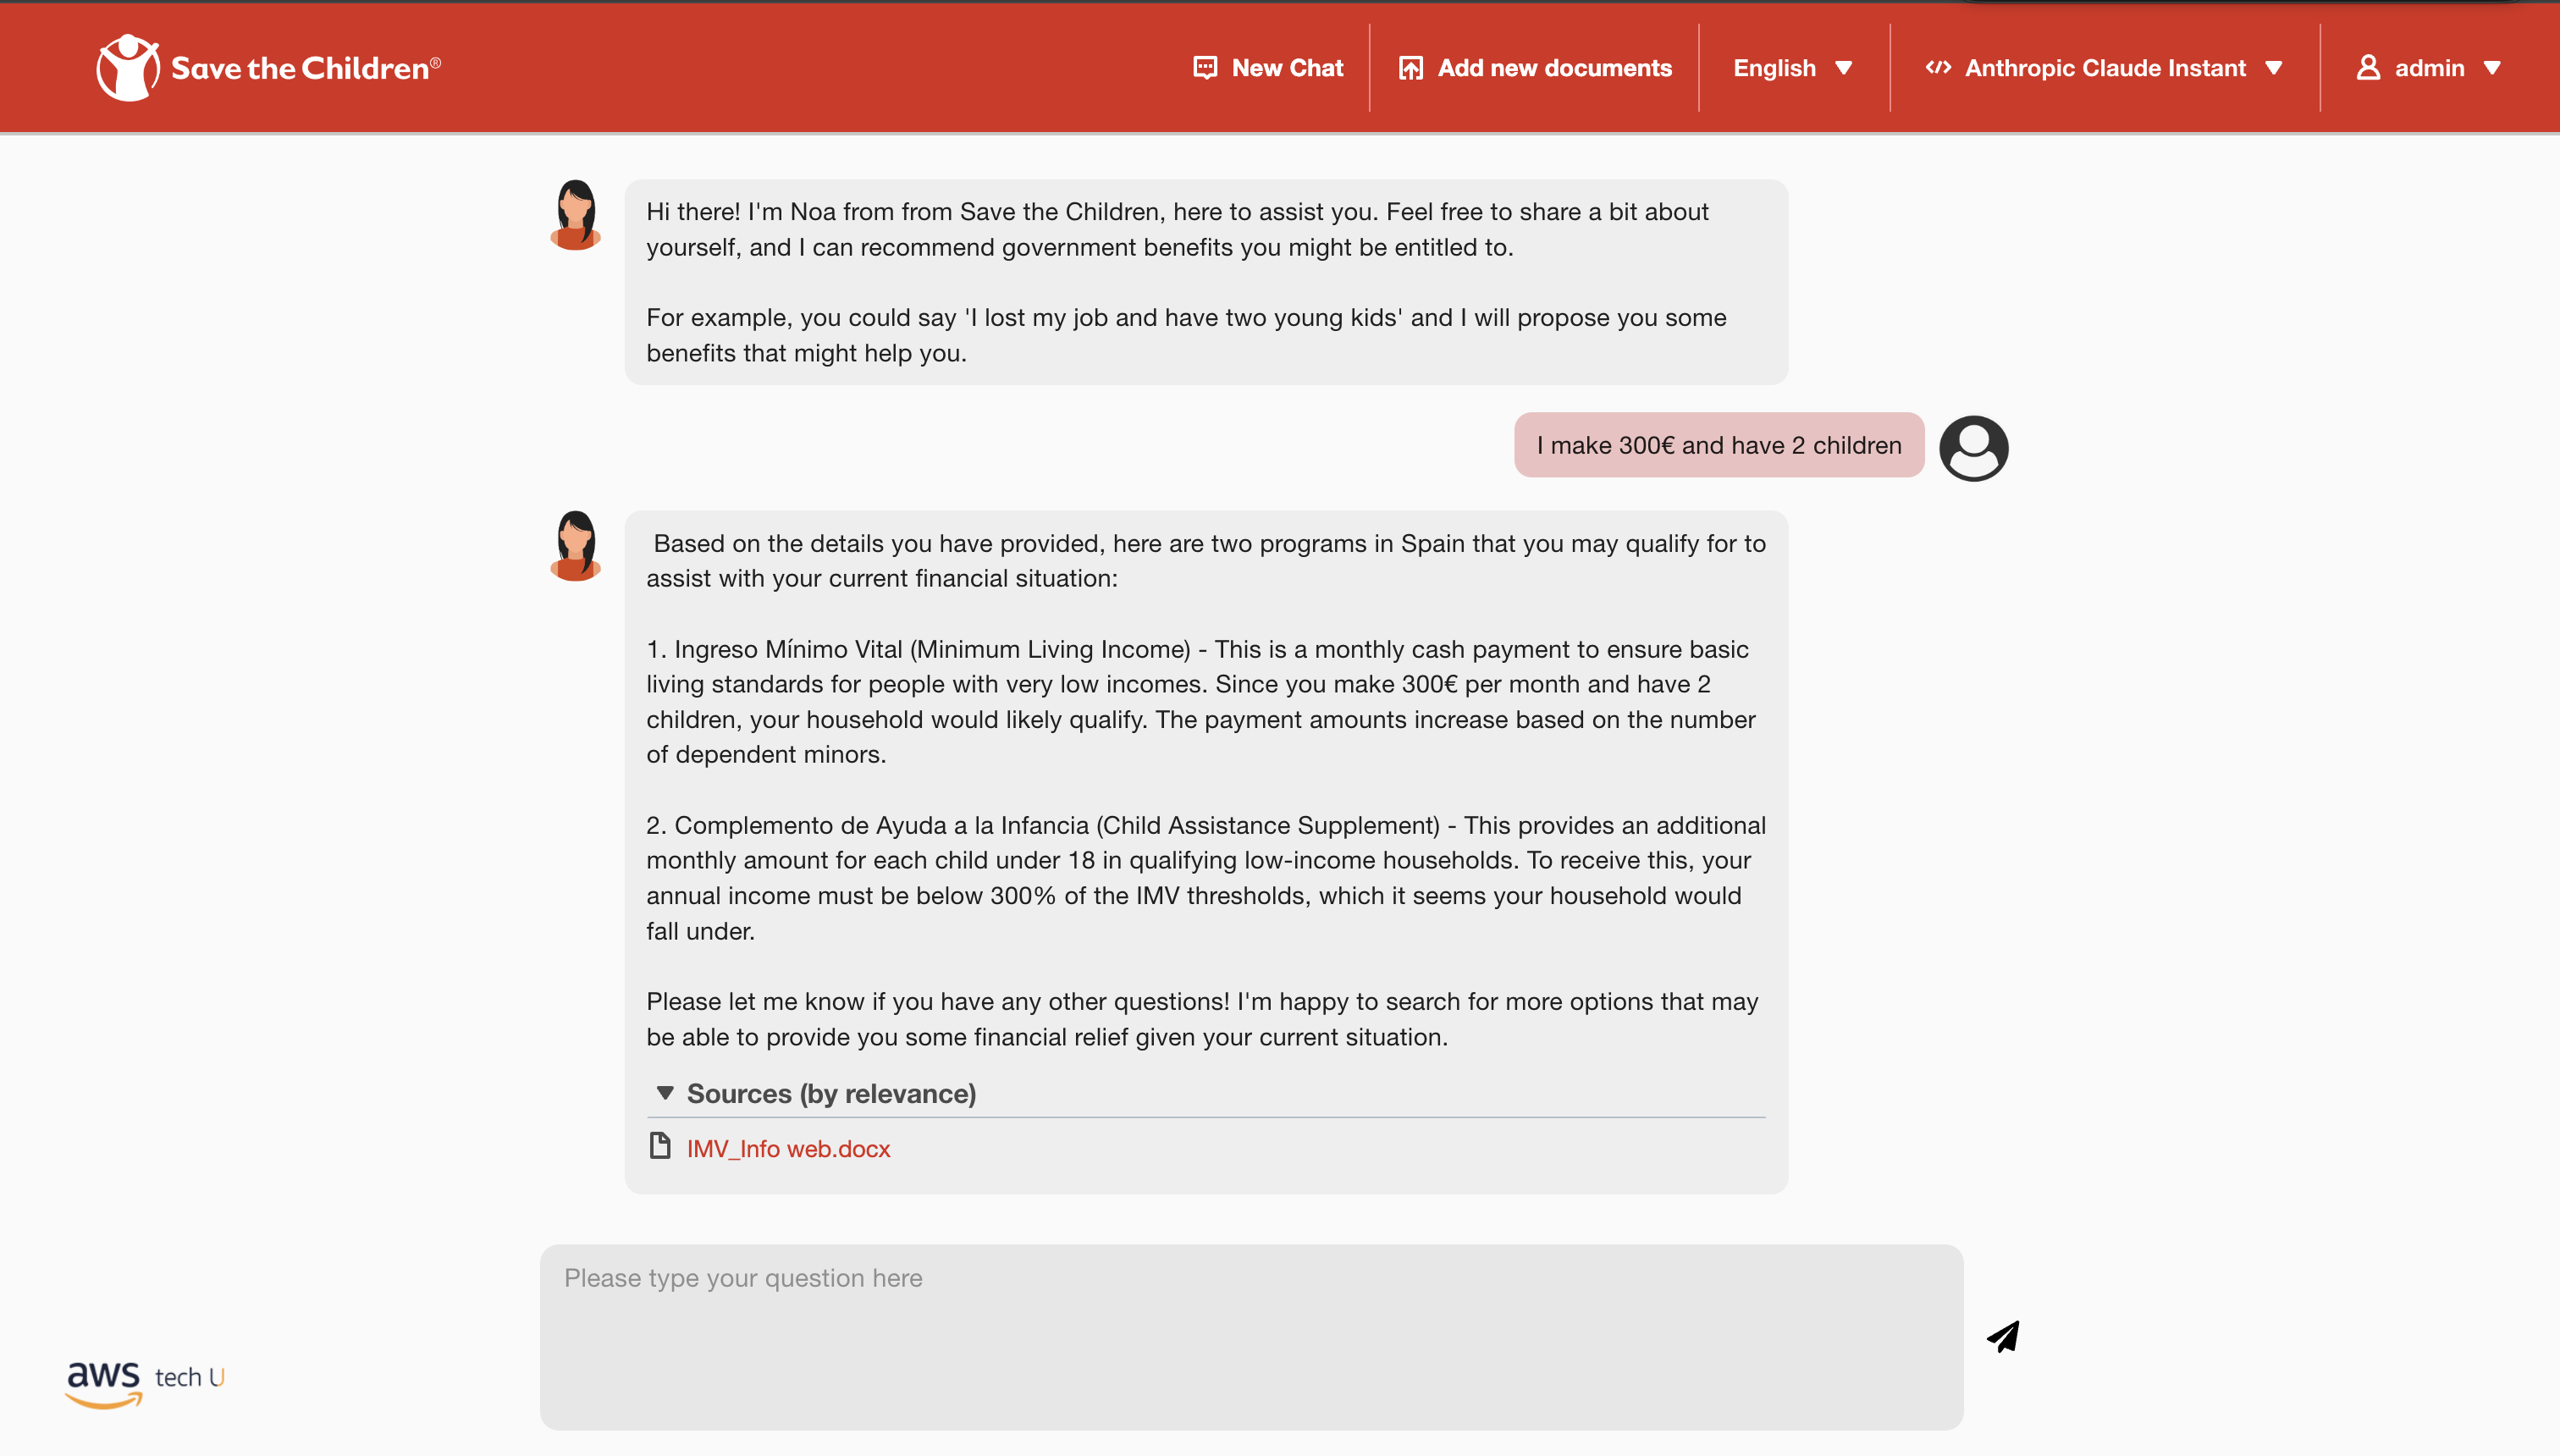 Save the Children®
New Chat
Add new documents
English
Anthropic Claude Instant
admin
Hi there! I'm Noa from from Save the Children, here to assist you. Feel free to share a bit about
yourself, and I can recommend government benefits you might be entitled to.
For example, you could say 'I lost my job and have two young kids' and I will propose you some
benefits that might help you.
I make 300€ and have 2 children
Based on the details you have provided, here are two programs in Spain that you may qualify for to
assist with your current financial situation:
1. Ingreso Mínimo Vital (Minimum Living Income) - This is a monthly cash payment to ensure basic
living standards for people with very low incomes. Since you make 300€ per month and have 2
children, your household would likely qualify. The payment amounts increase based on the number
of dependent minors.
2. Complemento de Ayuda a la Infancia (Child Assistance Supplement) - This provides an additional
monthly amount for each child under 18 in qualifying low-income households. To receive this, your
annual income must be below 300% of the IMV thresholds, which it seems your household would
fall under.
Please let me know if you have any other questions! I'm happy to search for more options that may
be able to provide you some financial relief given your current situation.
Sources (by relevance)
IMV_Info web.docx
Please type your question here
aws tech U